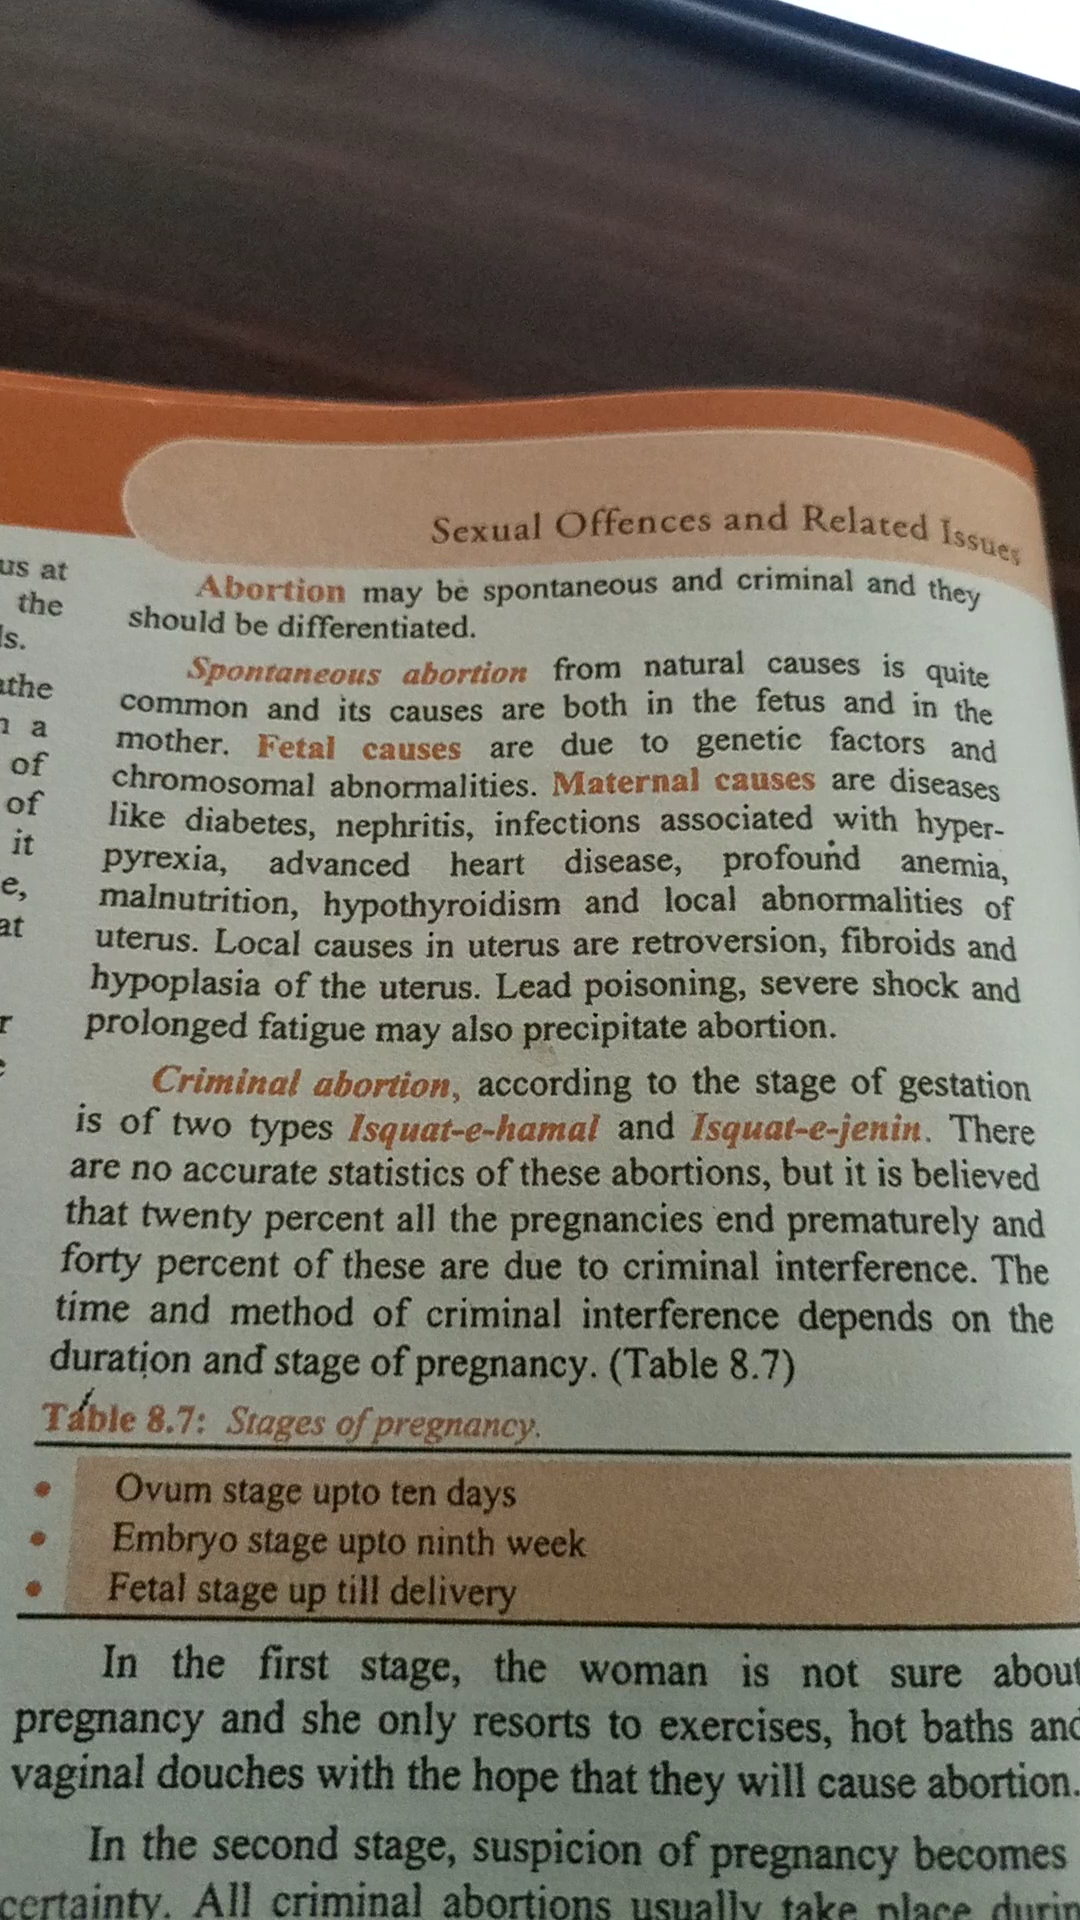 Sexual Offences and Related Issues
us at
the
ls.
a
of
of
it
e,
at
r
Abortion may be spontaneous and criminal and they
should be differentiated.
Spontaneous abortion from natural causes is quite
common and its causes are both in the fetus and in the
mother. Fetal causes are due to genetic factors and
chromosomal abnormalities. Maternal causes are diseases
like diabetes, nephritis, infections associated with hyper-
pyrexia, advanced heart disease, profound anemia,
malnutrition, hypothyroidism and local abnormalities of
uterus. Local causes in uterus are retroversion, fibroids and
hypoplasia of the uterus. Lead poisoning, severe shock and
prolonged fatigue may also precipitate abortion.
Criminal abortion, according to the stage of gestation
is of two types Isquat-e-hamal and Isquat-e-jenin. There
are no accurate statistics of these abortions, but it is believed
that twenty percent all the pregnancies end prematurely and
forty percent of these are due to criminal interference. The
time and method of criminal interference depends on the
duration and stage of pregnancy. (Table 8.7)
Table 8.7: Stages of pregnancy.
• Ovum stage upto ten days
• Embryo stage upto ninth week
• Fetal stage up till delivery
In the first stage, the woman is not sure about
pregnancy and she only resorts to exercises, hot baths and
vaginal douches with the hope that they will cause abortion.
In the second stage, suspicion of pregnancy becomes
certainty. All criminal abortions usually take place durin